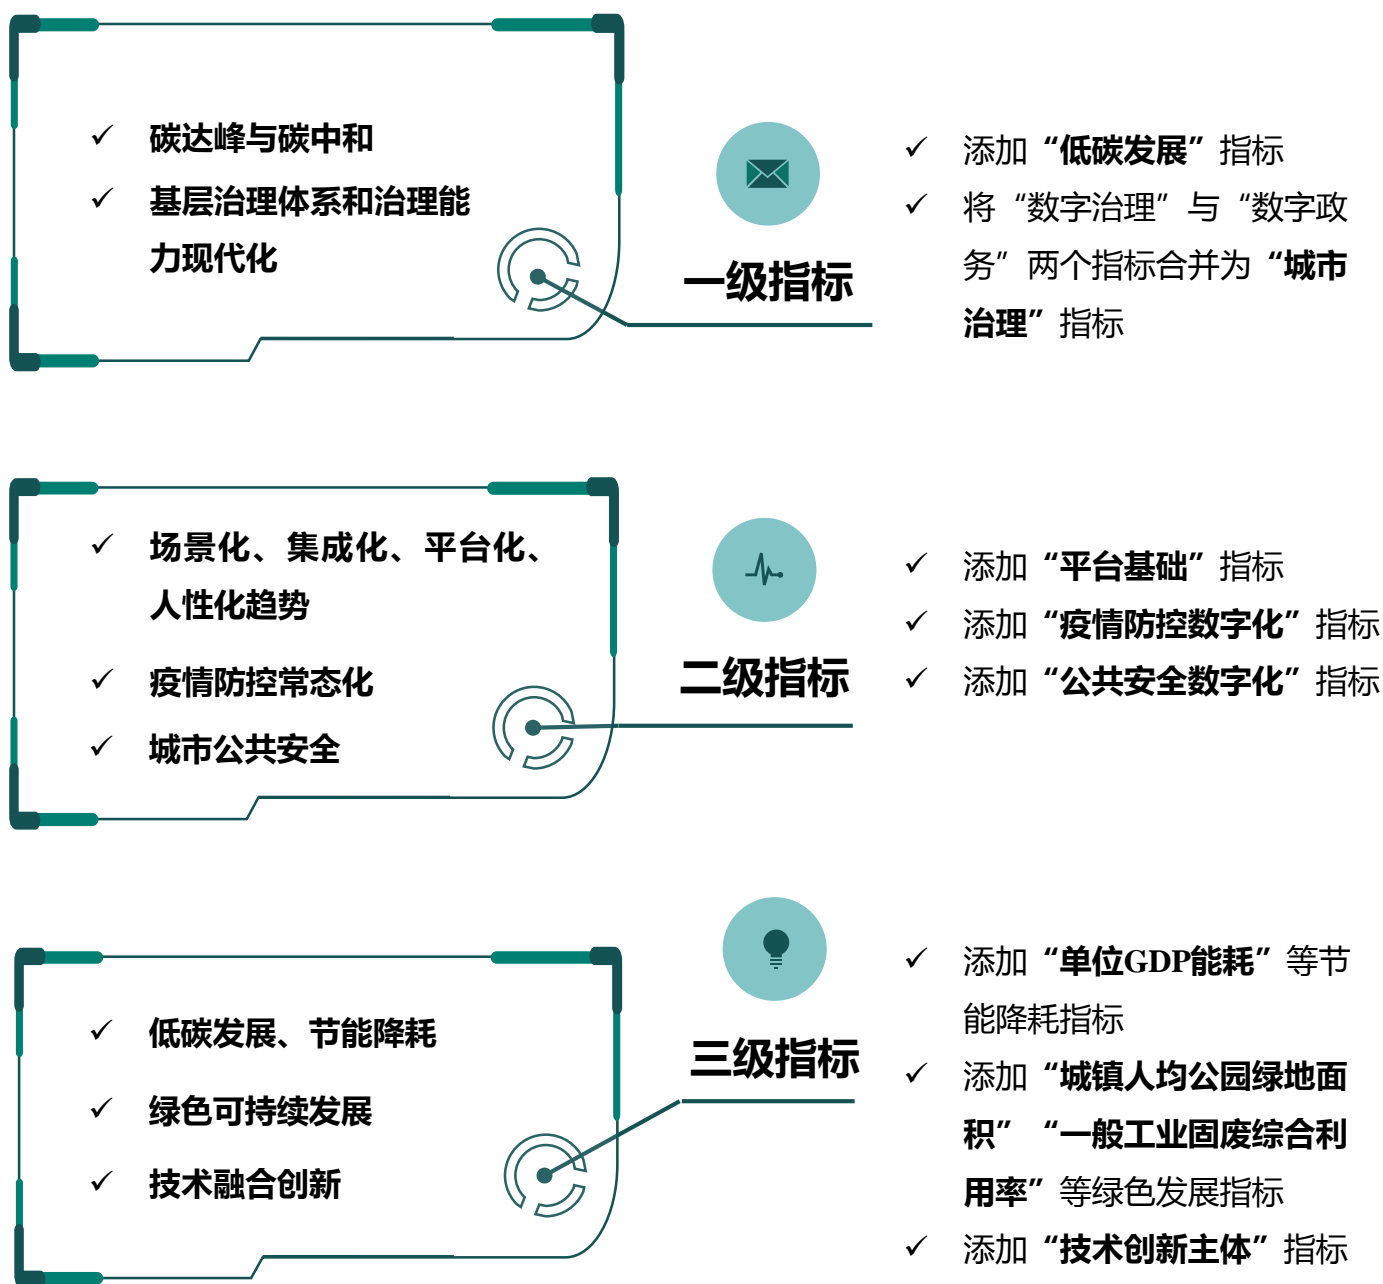 ✓ 碳达峰与碳中和
✓ 基层治理体系和治理能
力现代化
一级指标
✓ 添加“低碳发展”指标
✓ 将“数字治理”与“数字政
务”两个指标合并为“城市
治理”指标
✓ 场景化、集成化、平台化、
人性化趋势
✓ 疫情防控常态化
✓ 城市公共安全
二级指标
✓ 添加“平台基础”指标
✓ 添加“疫情防控数字化”指标
✓ 添加“公共安全数字化”指标
✓ 低碳发展、节能降耗
✓ 绿色可持续发展
✓ 技术融合创新
三级指标
✓ 添加“单位GDP能耗”等节
能降耗指标
✓ 添加“城镇人均公园绿地面
积”“一般工业固废综合利
用率”等绿色发展指标
✓ 添加“技术创新主体”指标